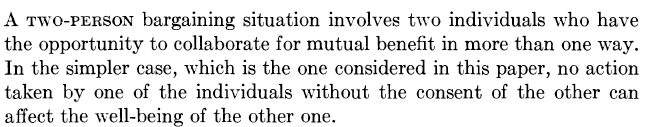 A TWO-PERSON bargaining situation involves two individuals who have
the opportunity to collaborate for mutual benefit in more than one way.
In the simpler case, which is the one considered in this paper, no action
taken by one of the individuals without the consent of the other can
affect the well-being of the other one.